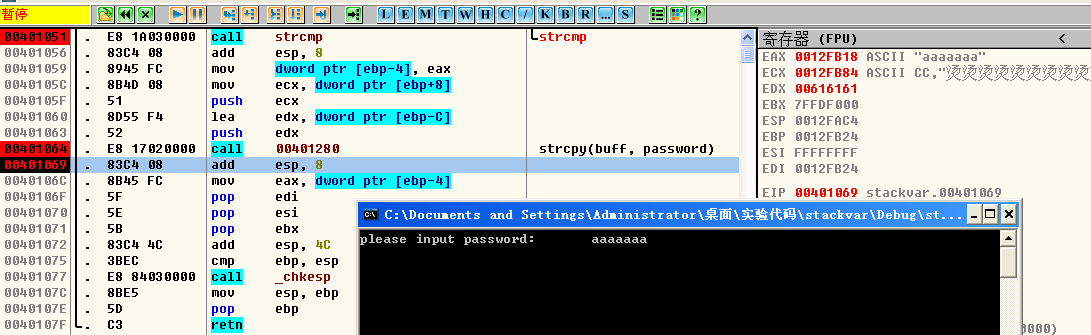 暂停 L E M T W H C / K B R ... S ?
00401051 . E8 1A030000 call strcmp strcmp
00401056 . 83C4 08 add esp, 8
00401059 . 8945 FC mov dword ptr [ebp-4], eax
0040105C . 8B4D 08 mov ecx, dword ptr [ebp+8]
0040105F . 51 push ecx
00401060 . 8D55 F4 lea edx, dword ptr [ebp-C]
00401063 . 52 push edx
00401064 . E8 17020000 call 00401280 strcpy(buff, password)
00401069 . 83C4 08 add esp, 8
0040106C . 8B45 FC mov eax, dword ptr [ebp-4]
0040106F . 5F pop edi
00401070 . 5E pop esi
00401071 . 5B pop ebx
00401072 . 83C4 4C add esp, 4C
00401075 . 3BEC cmp ebp, esp
00401077 . E8 84030000 call _chkesp
0040107C . 8BE5 mov esp, ebp
0040107E . 5D pop ebp
0040107F . C3 retn
寄存器 (FPU) <
EAX 0012FB18 ASCII "aaaaaaa"
ECX 0012FB84 ASCII CC,"烫烫烫烫烫烫烫烫烫
EDX 00616161
EBX 7FFDF000
ESP 0012FAC4
EBP 0012FB24
ESI FFFFFFFF
EDI 0012FB24
EIP 00401069 stackvar.00401069
C:\Documents and Settings\Administrator\桌面\实验代码\stackvar\Debug\st...
please input password: aaaaaaa
0000)